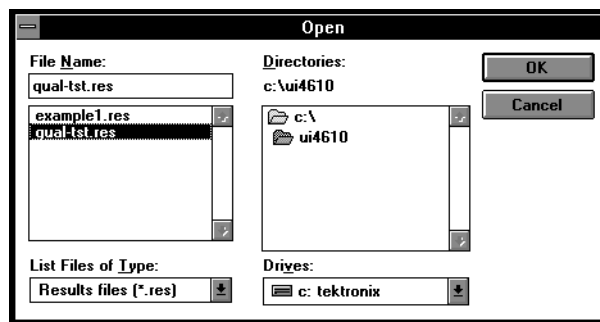 Open
File Name:
qual-tst.res
example1.res
qual-tst.res
List Files of Type:
Results files (*.res)
Directories:
c:\ui4610
c:\
ui4610
Drives:
c: tektronix
OK
Cancel